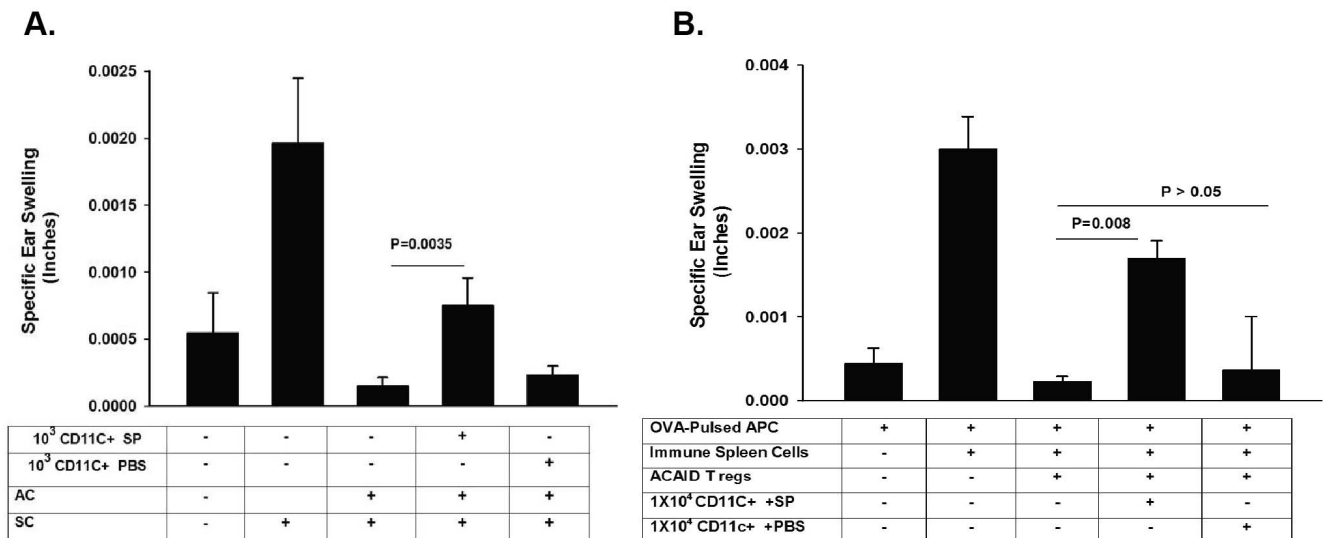 A.
Specific Ear Swelling
(Inches)
0.0025
0.0020
0.0015
0.0010
0.0005
0.0000
P=0.0035
10³ CD11C+ SP - - - + -
10³ CD11C+ PBS - - - - +
AC - + + +
SC - + + + +
B.
Specific Ear Swelling
(Inches)
0.004
0.003
0.002
0.001
0.000
P > 0.05
P=0.008
OVA-Pulsed APC + + + + +
Immune Spleen Cells - + + + +
ACAID T regs - - + + +
1X10⁴ CD11C+ +SP - - - + -
1X10⁴ CD11c+ +PBS - - - - +